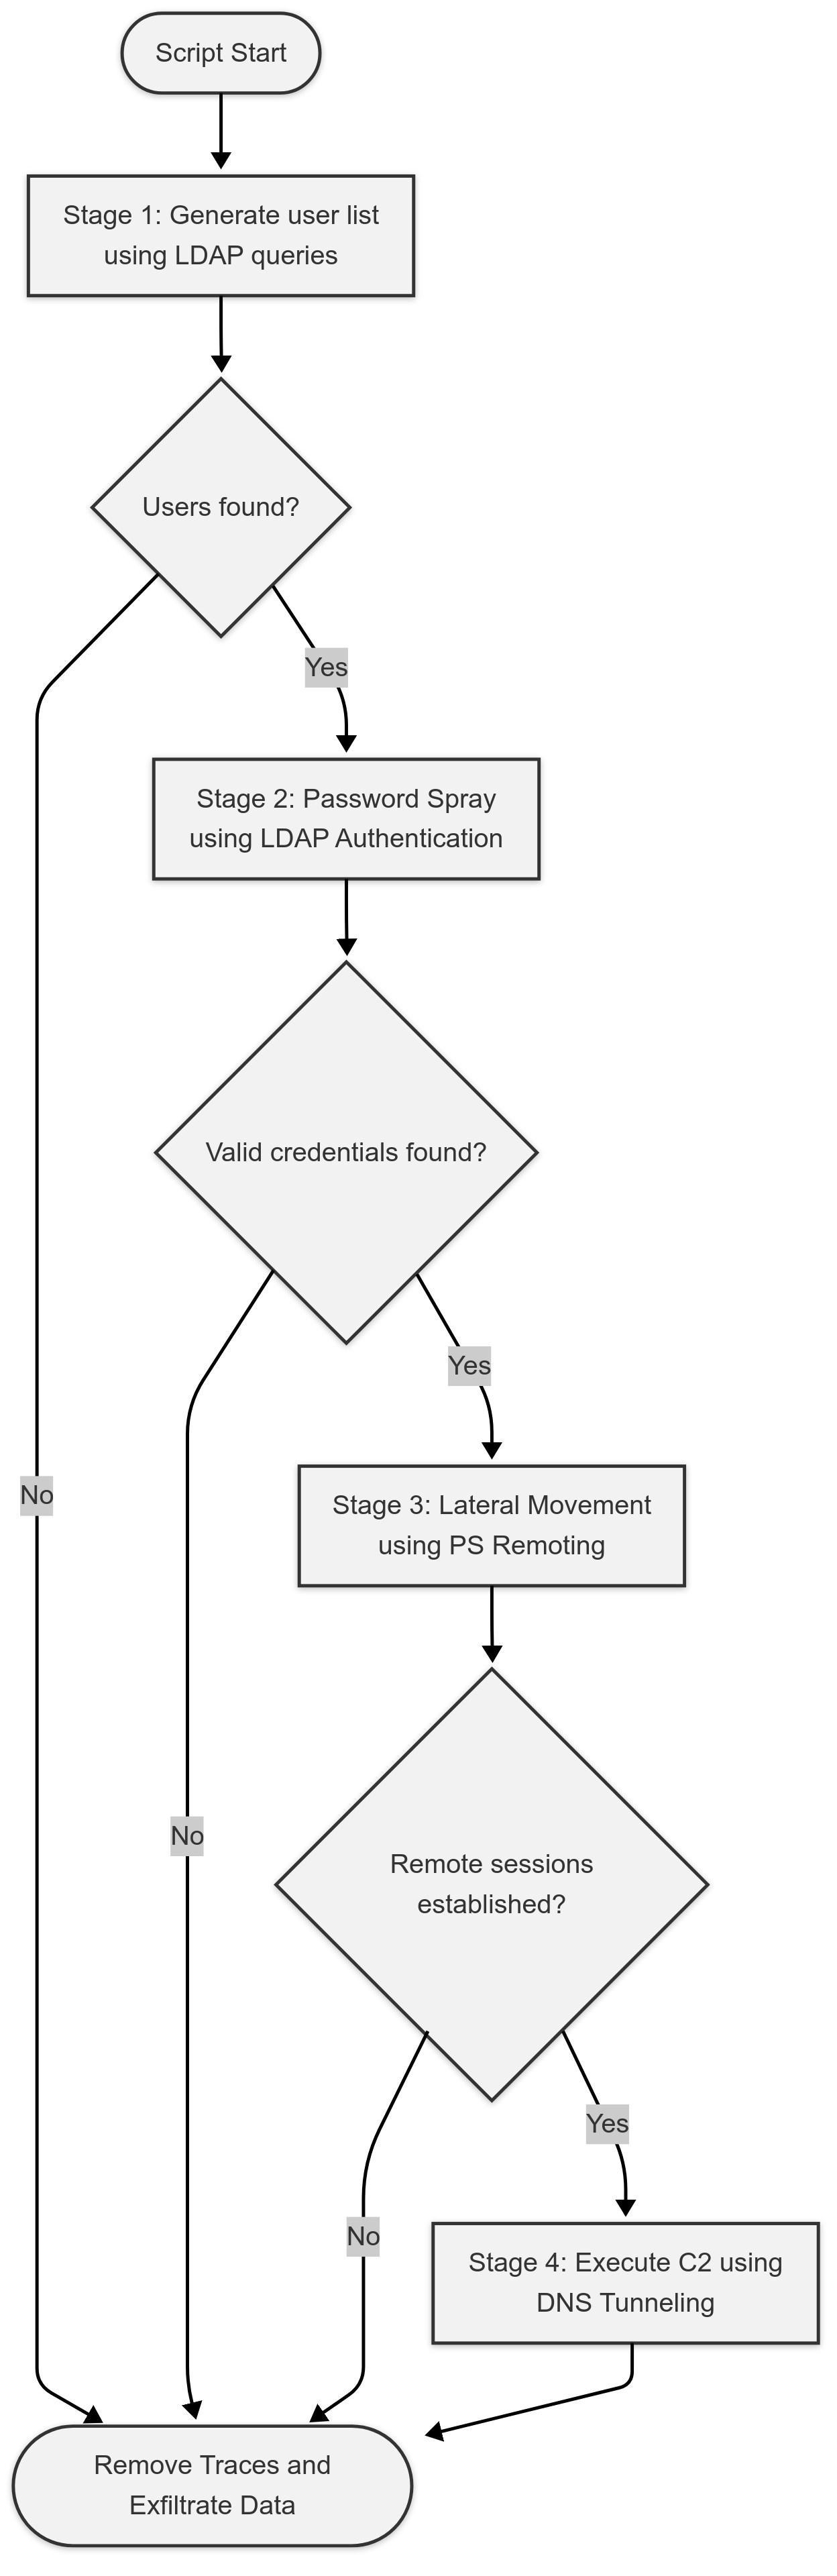 Script Start
Stage 1: Generate user list
using LDAP queries
Users found?
Yes
Stage 2: Password Spray
using LDAP Authentication
Valid credentials found?
Yes
No
Stage 3: Lateral Movement
using PS Remoting
No
Remote sessions
established?
Yes
No
Stage 4: Execute C2 using
DNS Tunneling
Remove Traces and
Exfiltrate Data